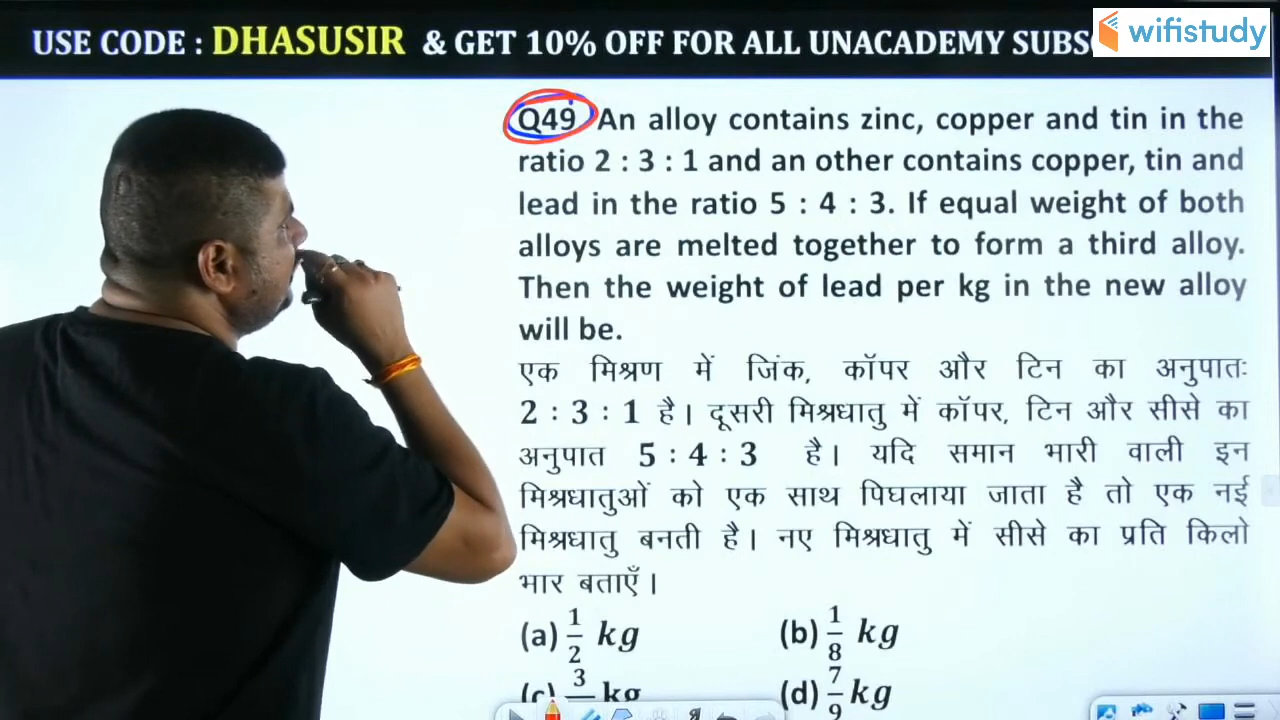 USE CODE : DHASUSIR & GET 10% OFF FOR ALL UNACADEMY
wifistudy
Q49 An alloy contains zinc, copper and tin in the
ratio 2 : 3 : 1 and an other contains copper, tin and
lead in the ratio 5 : 4 : 3. If equal weight of both
alloys are melted together to form a third alloy.
Then the weight of lead per kg in the new alloy
will be.
एक मिश्रण में जिंक, कॉपर और टिन का अनुपातः
2 : 3 : 1 है। दूसरी मिश्रधातु में कॉपर, टिन और सीसे का
अनुपात 5 : 4 : 3 है। यदि समान भारी वाली इन
मिश्रधातुओं को एक साथ पिघलाया जाता है तो एक नई
मिश्रधातु बनती है। नए मिश्रधातु में सीसे का प्रति किलो
भार बताएँ।
(a) 1/2 kg (b) 1/8 kg
(c) 3 kg (d) 7/9 kg